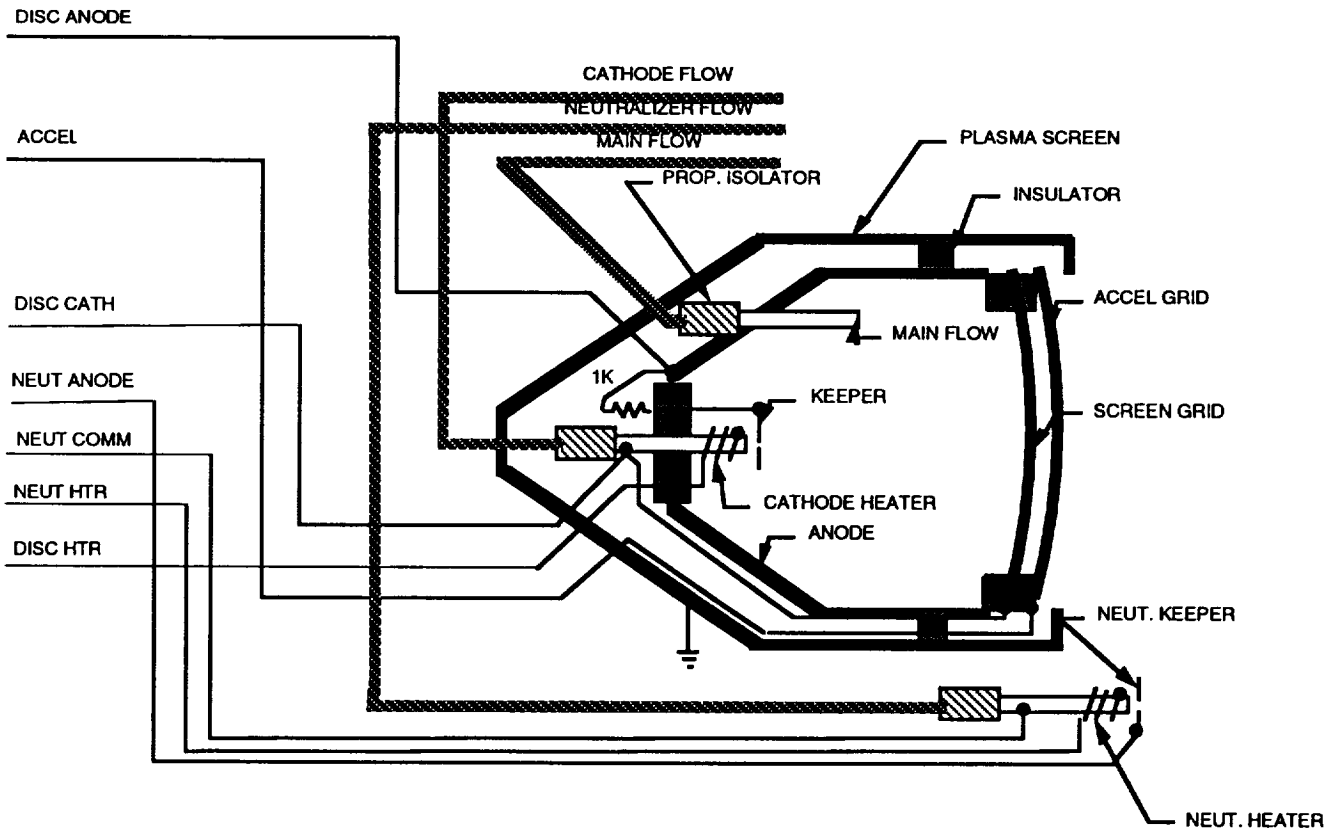 DISC ANODE
CATHODE FLOW
NEUTRALIZER FLOW
ACCEL
MAIN FLOW
PLASMA SCREEN
PROP. ISOLATOR
INSULATOR
DISC CATH
ACCEL GRID
MAIN FLOW
NEUT ANODE
1K
KEEPER
SCREEN GRID
NEUT COMM
NEUT HTR
CATHODE HEATER
ANODE
DISC HTR
NEUT. KEEPER
NEUT. HEATER